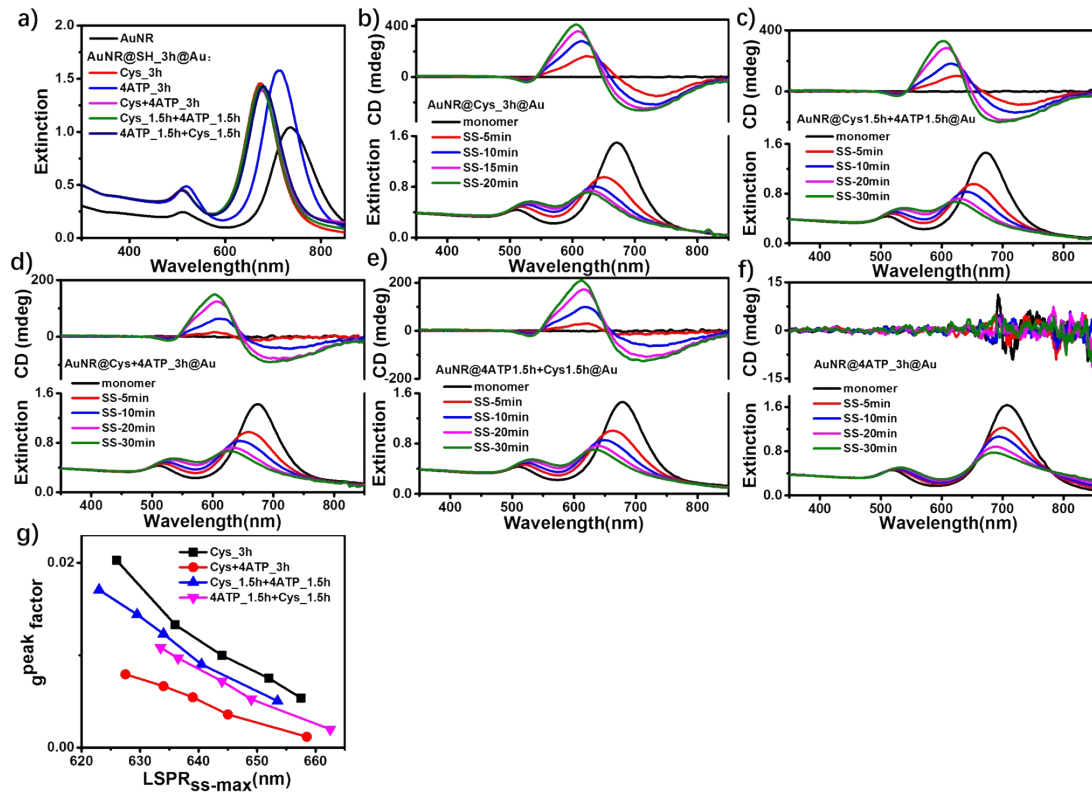 a)
2.0
1.5
1.0
0.5
0.0
Extinction
AuNR
AuNR@SH_3h@Au:
Cys_3h
4ATP_3h
Cys+4ATP_3h
Cys_1.5h+4ATP_1.5h
4ATP_1.5h+Cys_1.5h
400 600 800
Wavelength(nm)
b)
400
200
0
-200
CD (mdeg)
AuNR@Cys_3h@Au
monomer
SS-5min
SS-10min
SS-15min
SS-20min
1.6
0.8
0.0
Extinction
400 500 600 700 800
Wavelength(nm)
c)
400
200
0
-200
CD (mdeg)
AuNR@Cys1.5h+4ATP1.5h@Au
monomer
SS-5min
SS-10min
SS-20min
SS-30min
1.6
0.8
0.0
Extinction
400 500 600 700 800
Wavelength(nm)
d)
200
0
-200
CD (mdeg)
AuNR@Cys+4ATP_3h@Au
monomer
SS-5min
SS-10min
SS-20min
SS-30min
1.6
0.8
0.0
Extinction
400 500 600 700 800
Wavelength(nm)
e)
200
0
-200
CD (mdeg)
AuNR@4ATP1.5h+Cys1.5h@Au
monomer
SS-5min
SS-10min
SS-20min
SS-30min
1.6
0.8
0.0
Extinction
400 500 600 700 800
Wavelength(nm)
f)
15
0
-15
CD (mdeg)
AuNR@4ATP_3h@Au
monomer
SS-5min
SS-10min
SS-20min
SS-30min
1.6
0.8
0.0
Extinction
400 500 600 700 800
Wavelength(nm)
g)
0.02
0.00
gpeak factor
Cys_3h
Cys+4ATP_3h
Cys_1.5h+4ATP_1.5h
4ATP_1.5h+Cys_1.5h
620 630 640 650 660
LSPRSS-max(nm)